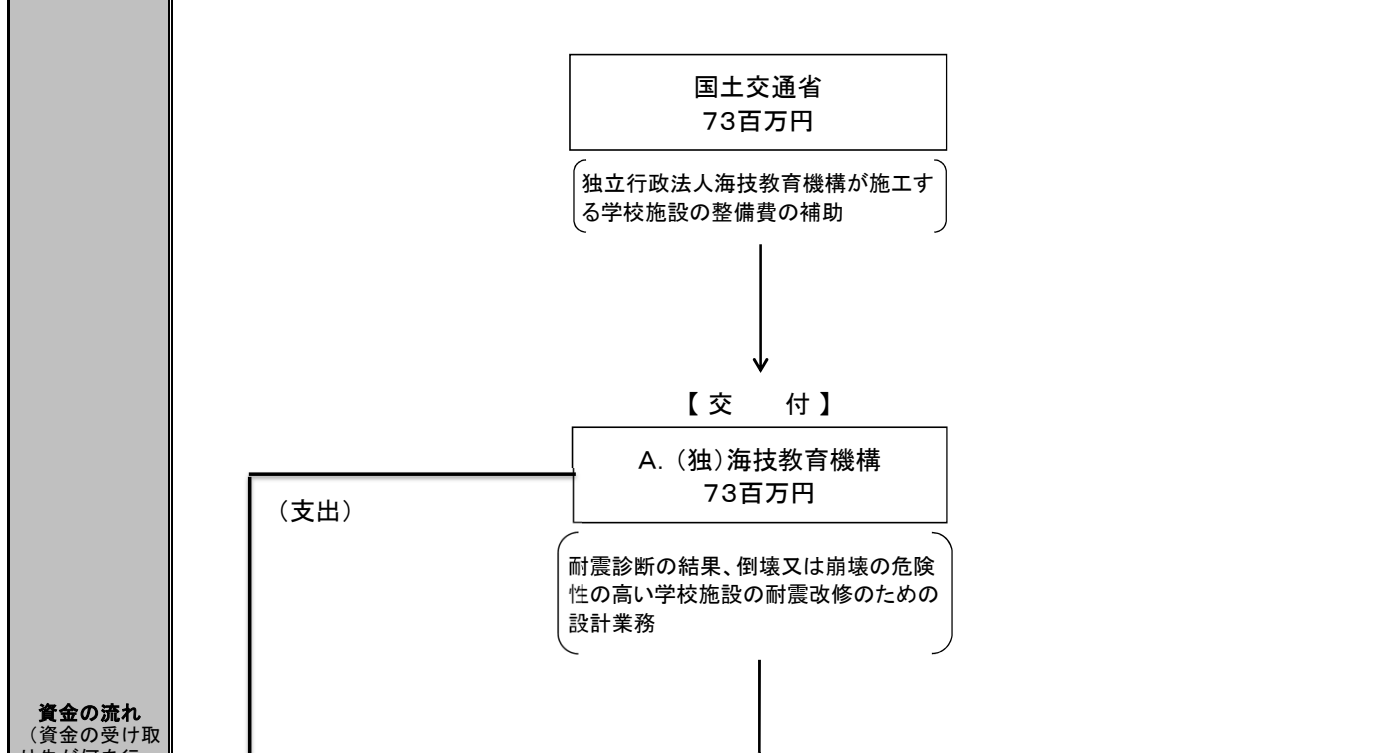 国土交通省
73百万円
独立行政法人海技教育機構が施工す
る学校施設の整備費の補助
【 交　　付 】
A. （独）海技教育機構
73百万円
（支出）
耐震診断の結果、倒壊又は崩壊の危険
性の高い学校施設の耐震改修のための
設計業務
資金の流れ
（資金の受け取